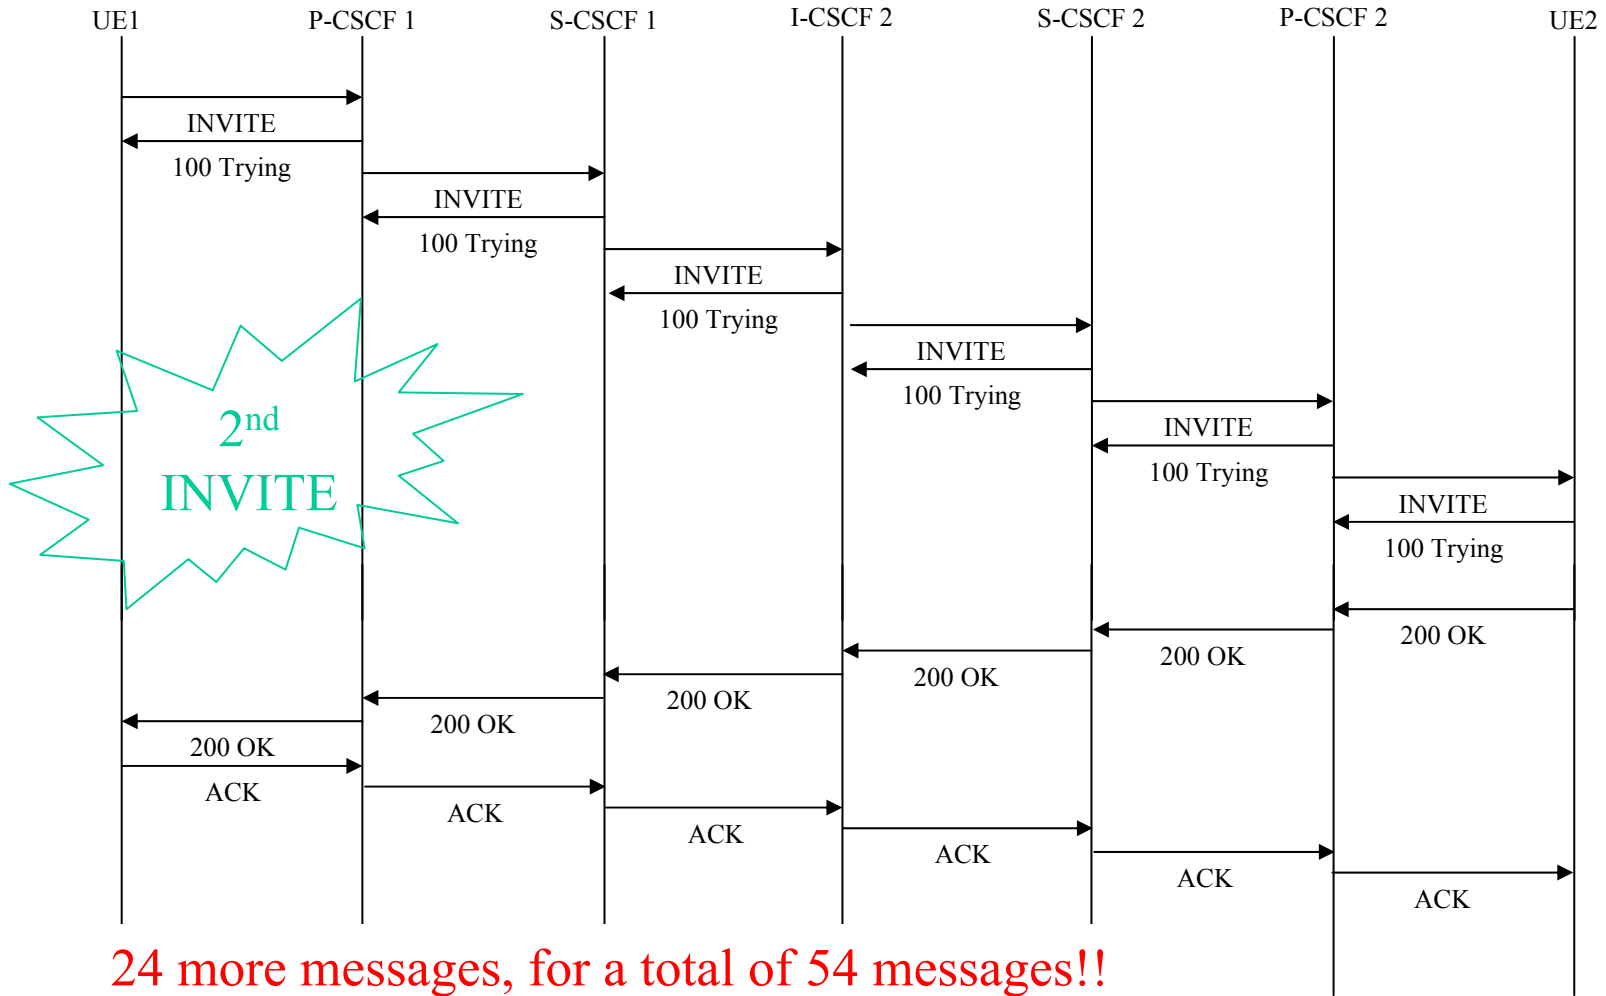 UE1 P-CSCF 1 S-CSCF 1 I-CSCF 2 S-CSCF 2 P-CSCF 2 UE2
INVITE
100 Trying
INVITE
100 Trying
INVITE
100 Trying
INVITE
100 Trying
INVITE
100 Trying
INVITE
100 Trying
2nd
INVITE
200 OK
200 OK
200 OK
200 OK
200 OK
200 OK
ACK
ACK
ACK
ACK
ACK
ACK
24 more messages, for a total of 54 messages!!